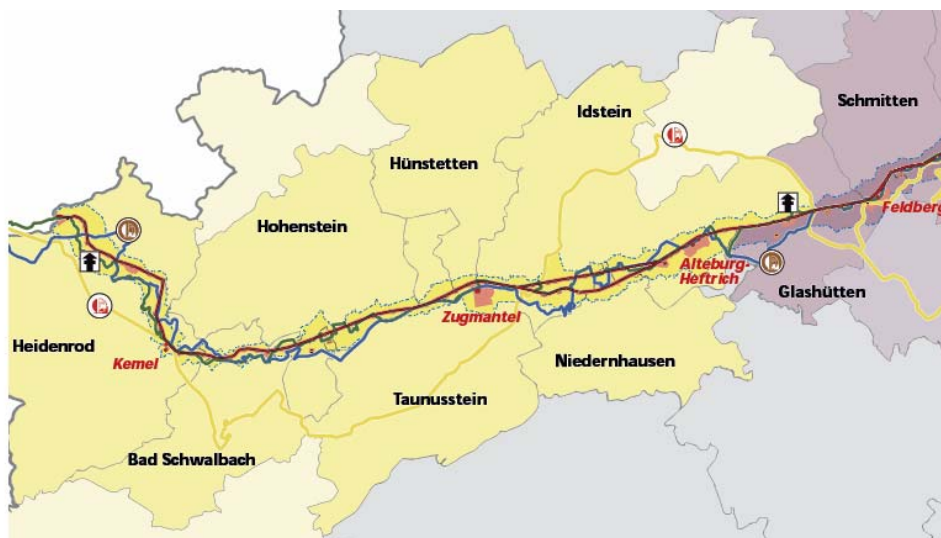 Schmitten
Idstein
Hünstetten
Feldberg
Hohenstein
Alteburg-
Heftrich
Glashütten
Zugmantel
Heidenrod
Kemel
Niedernhausen
Taunusstein
Bad Schwalbach